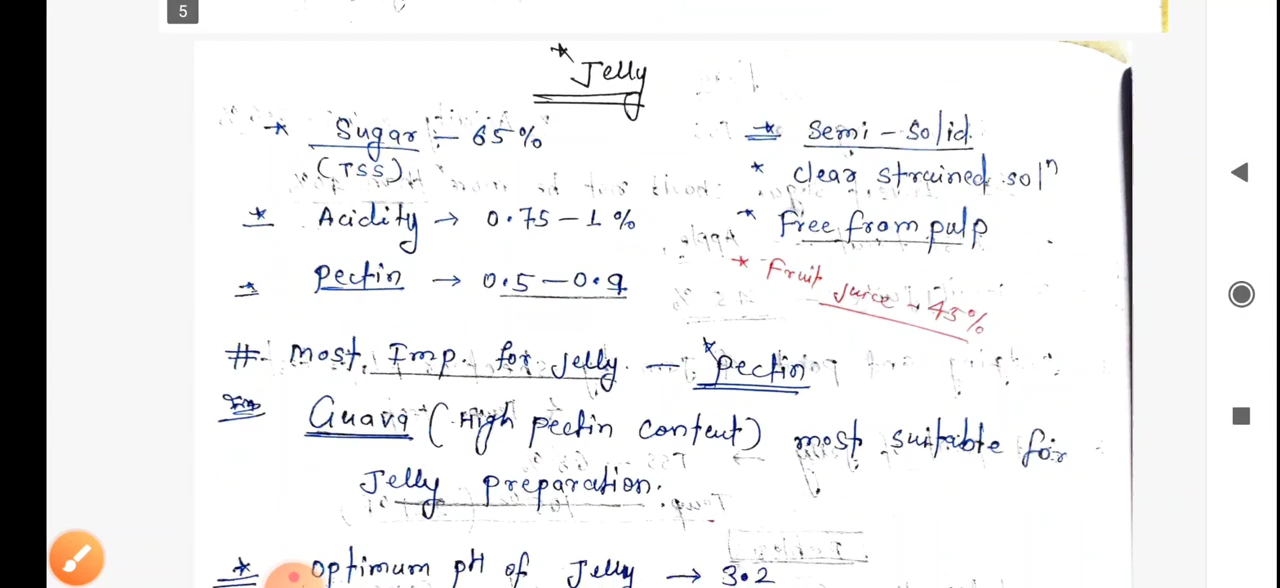 5
* Jelly
* Sugar :- 65%
(TSS)
* Acidity → 0.75 - 1 %
* Pectin → 0.5 - 0.9
* Semi - Solid
* clear strained solⁿ
* Free from pulp
* Fruit juice - 45%
#. Most Imp. for Jelly. — *Pectin
Imp Guava (High pectin content) most suitable for
Jelly preparation.
* Optimum pH of Jelly → 3.2